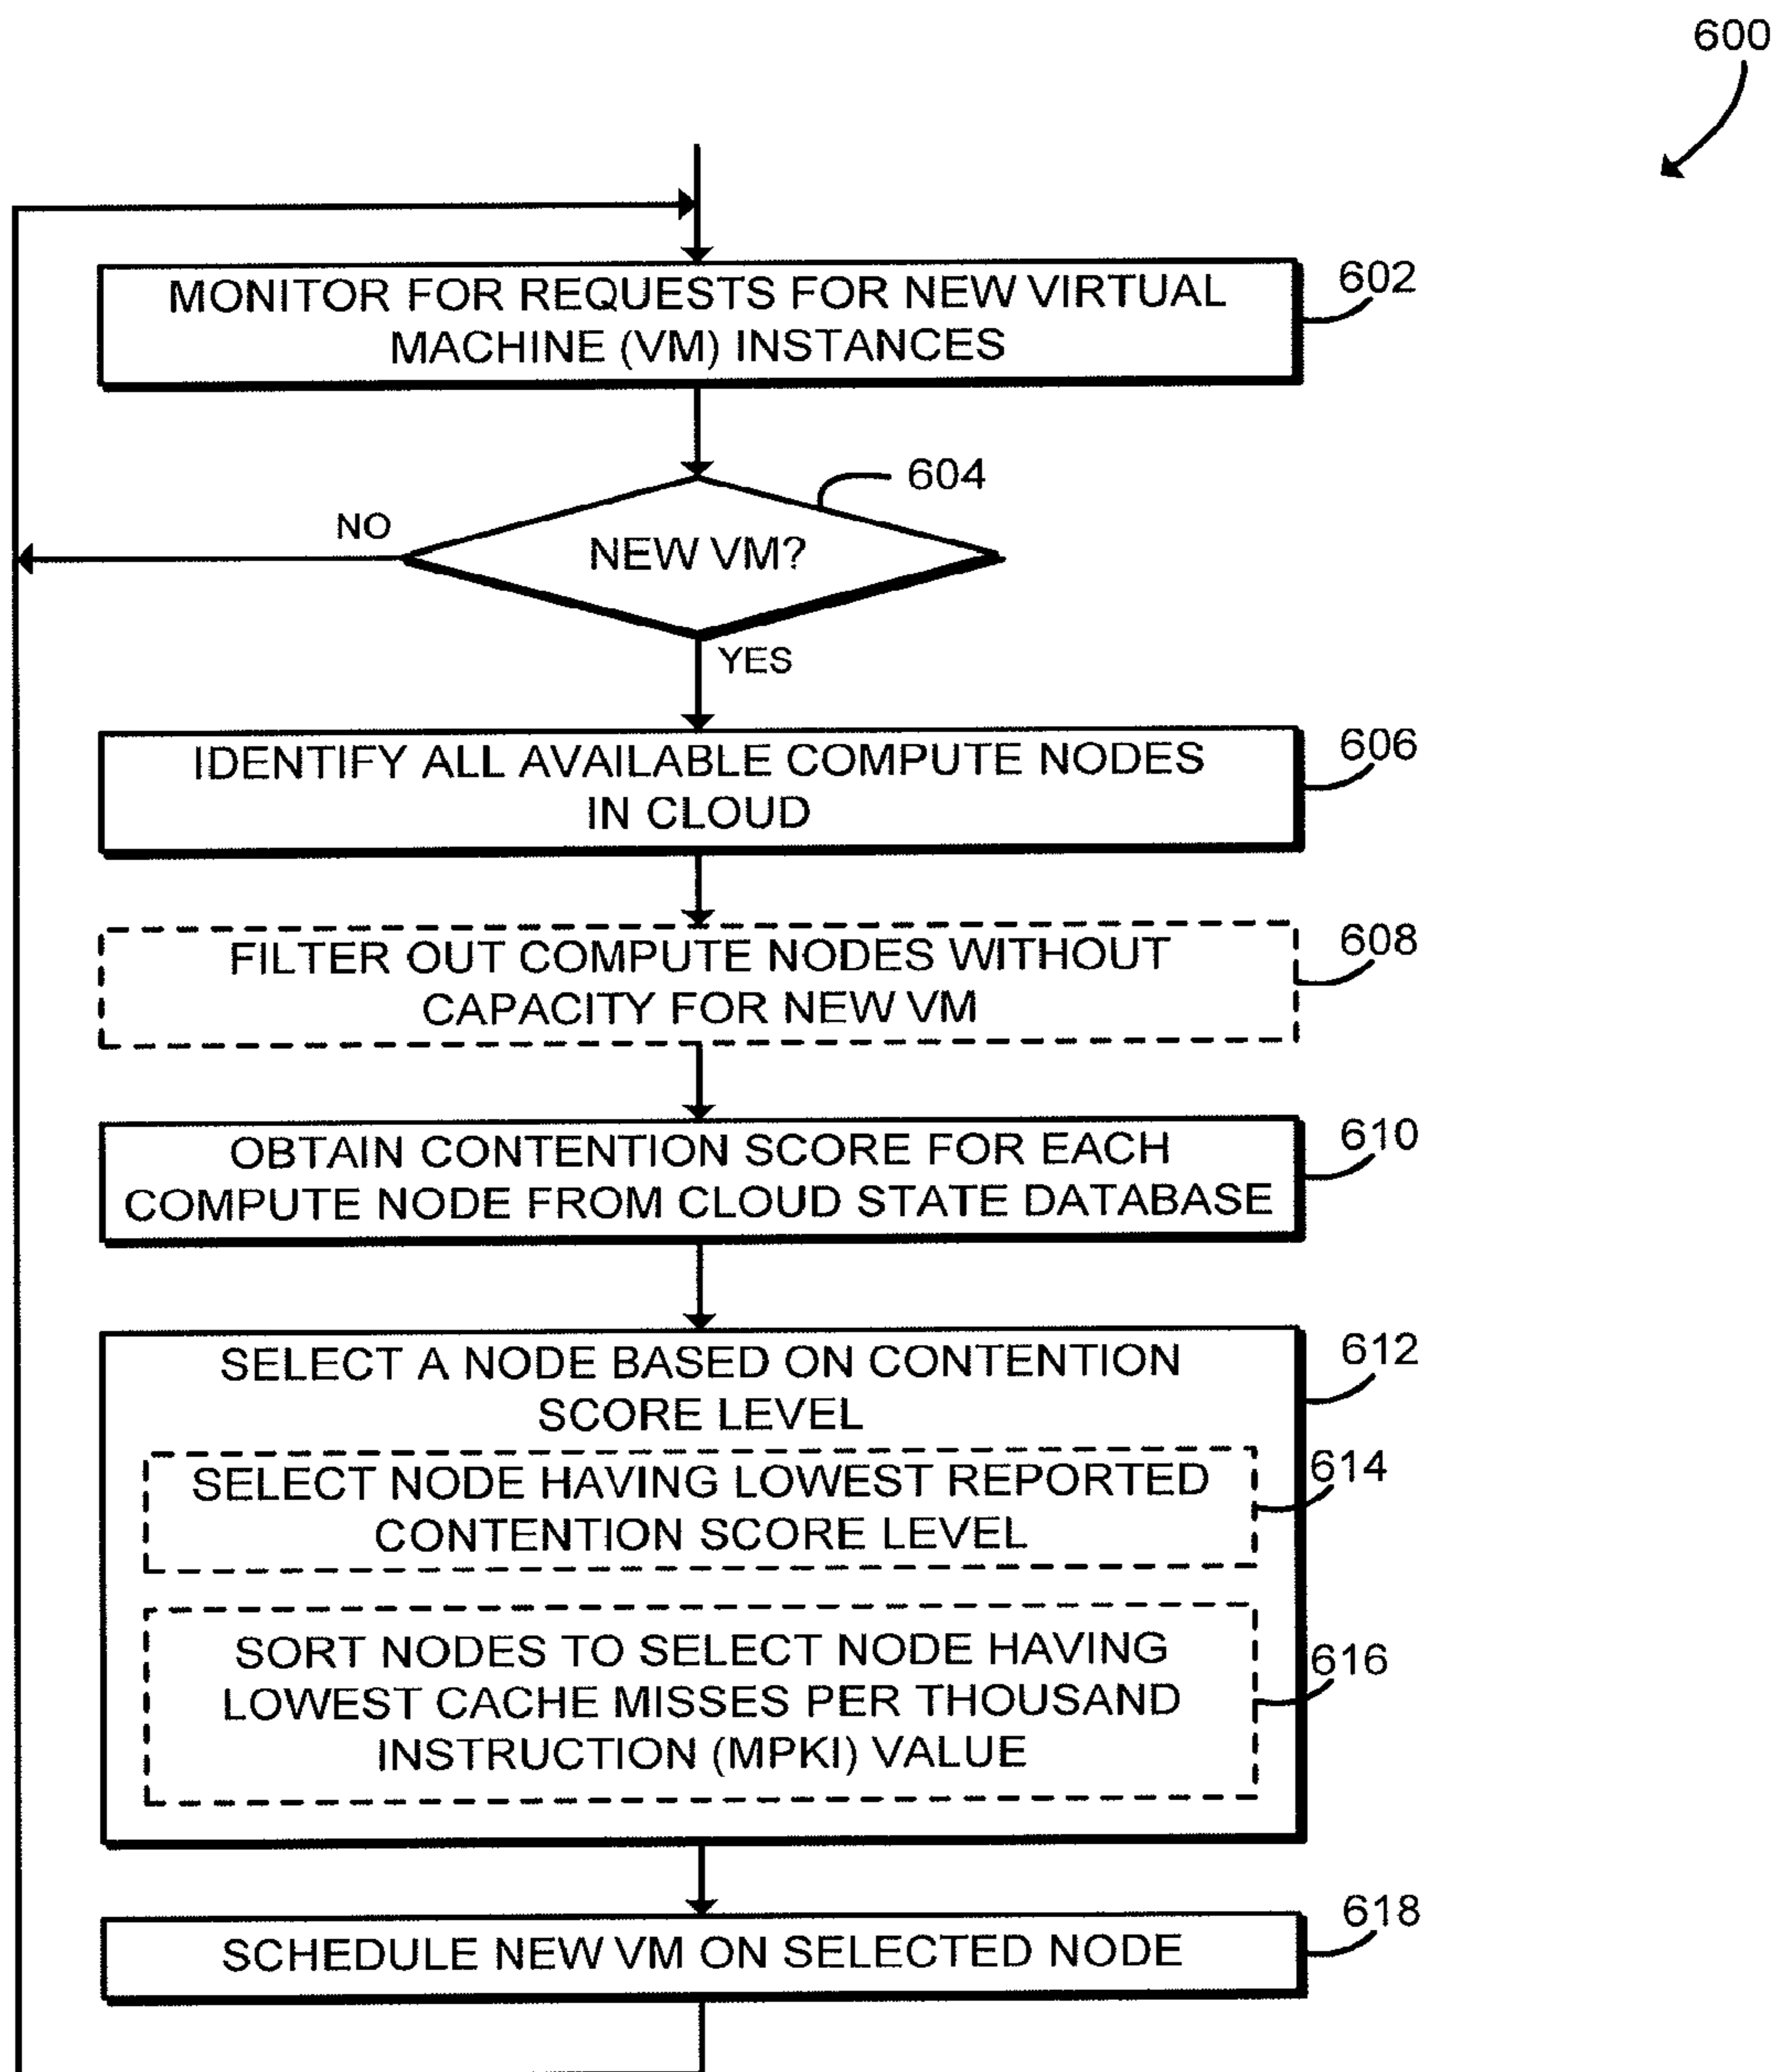 600
MONITOR FOR REQUESTS FOR NEW VIRTUAL
MACHINE (VM) INSTANCES
602
604
NO
NEW VM?
YES
IDENTIFY ALL AVAILABLE COMPUTE NODES
IN CLOUD
606
FILTER OUT COMPUTE NODES WITHOUT
CAPACITY FOR NEW VM
608
OBTAIN CONTENTION SCORE FOR EACH
COMPUTE NODE FROM CLOUD STATE DATABASE
610
SELECT A NODE BASED ON CONTENTION
SCORE LEVEL
612
SELECT NODE HAVING LOWEST REPORTED
CONTENTION SCORE LEVEL
614
SORT NODES TO SELECT NODE HAVING
LOWEST CACHE MISSES PER THOUSAND
INSTRUCTION (MPKI) VALUE
616
SCHEDULE NEW VM ON SELECTED NODE
618